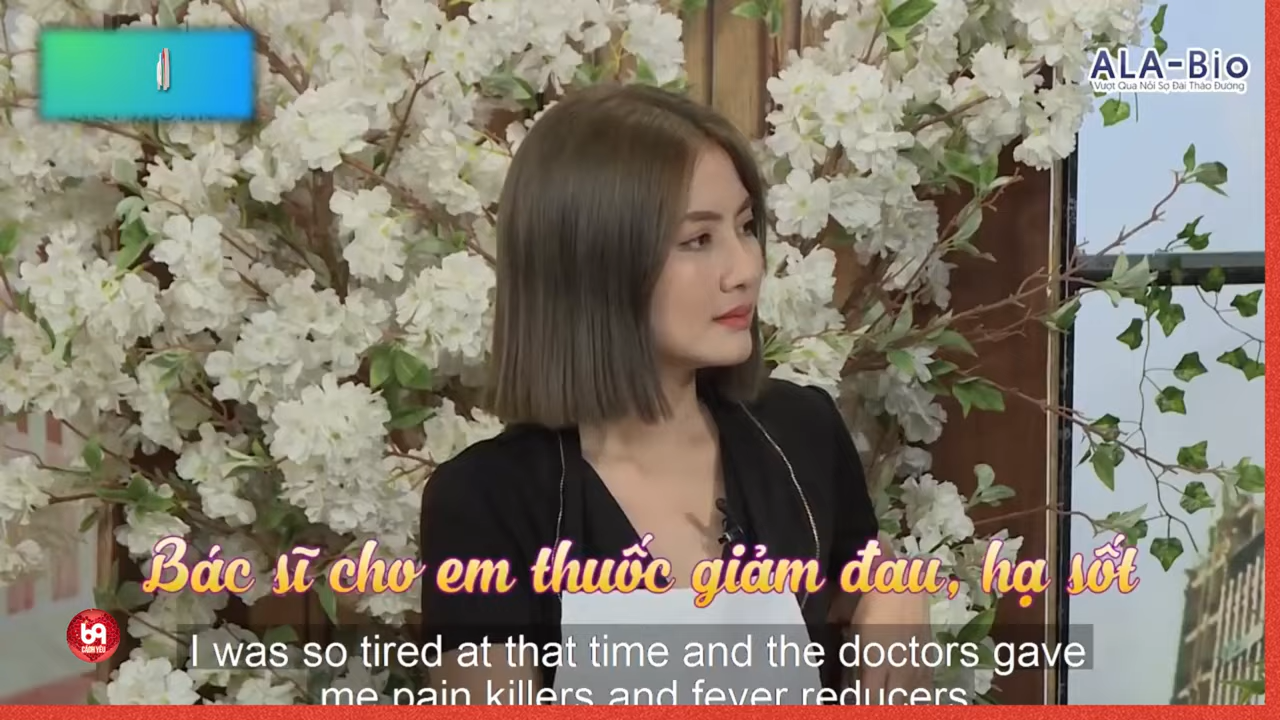 ALA-Bio
Vượt Qua Nỗi Sợ Đái Tháo Đường
Bác sĩ cho em thuốc giảm đau, hạ sốt
I was so tired at that time and the doctors gave
me pain killers and fever reducers